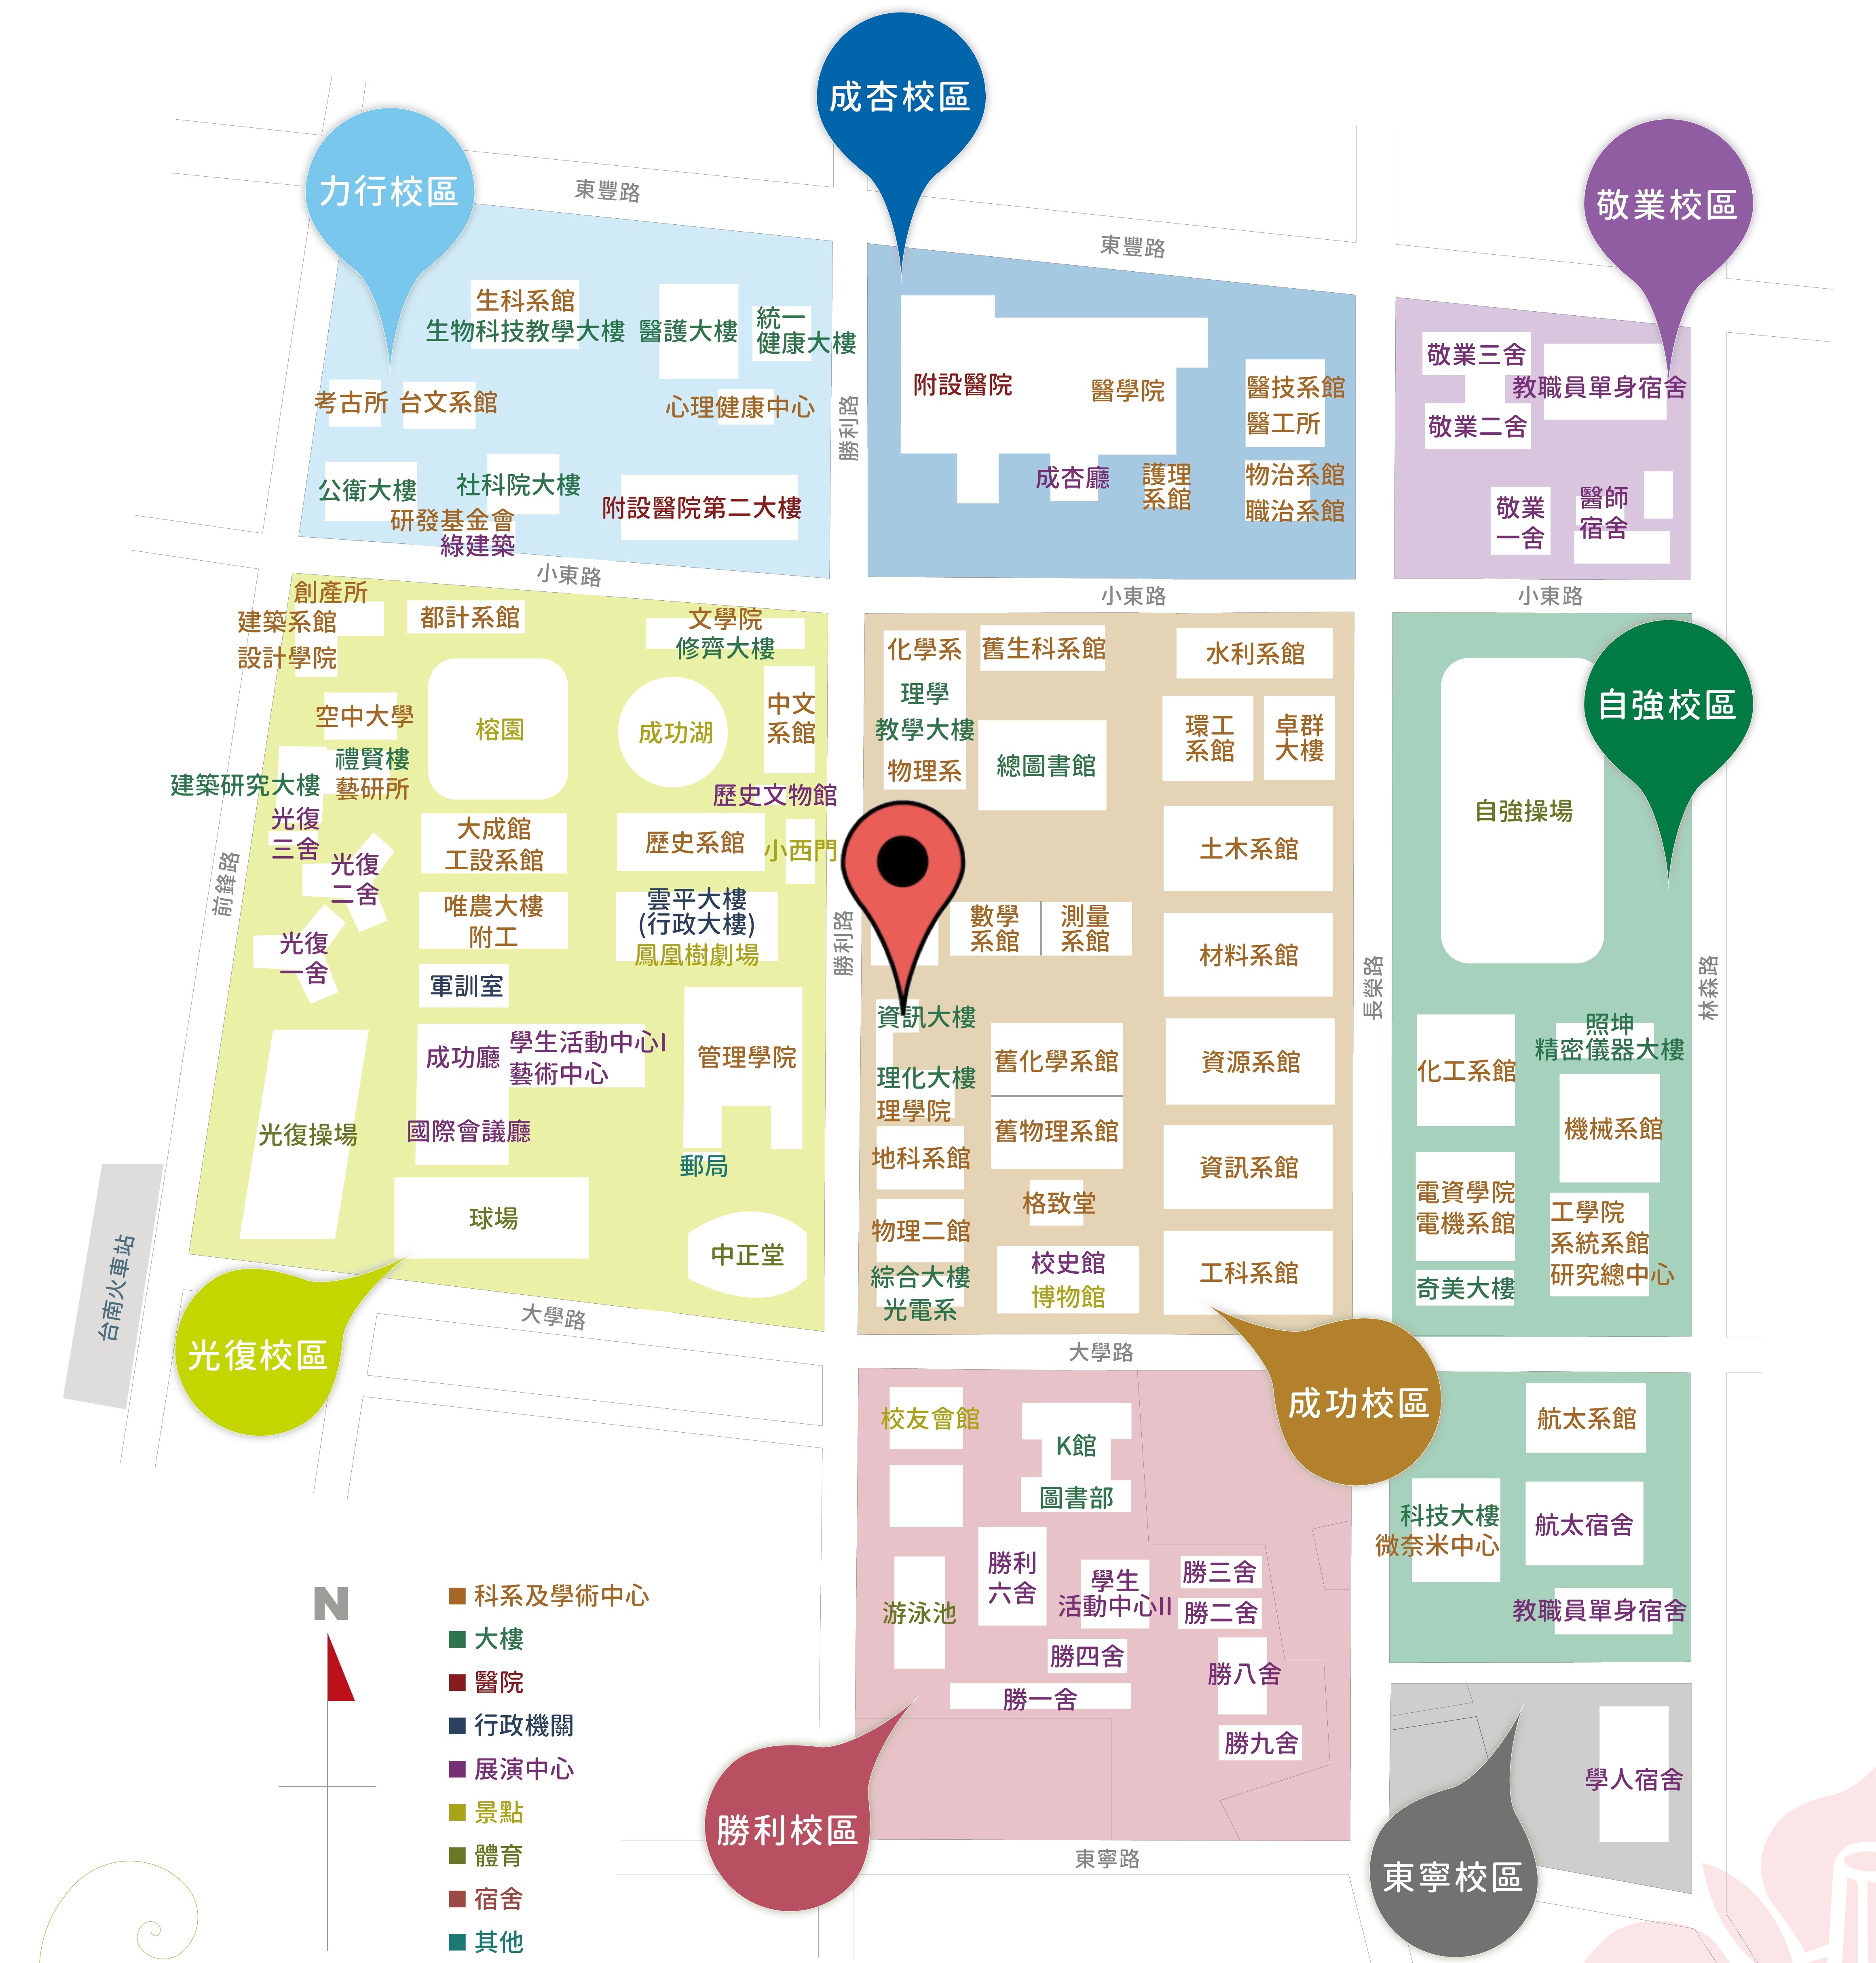 成杏校區
力行校區
敬業校區
東豐路
東豐路
生科系館
生物科技教學大樓
醫護大樓
統一
健康大樓
考古所
台文系館
心理健康中心
公衛大樓
社科院大樓
研發基金會
綠建築
附設醫院第二大樓
勝利路
附設醫院
醫學院
醫技系館
醫工所
成杏廳
護理
系館
物治系館
職治系館
敬業三舍
教職員單身宿舍
敬業二舍
敬業
一舍
醫師
宿舍
小東路
小東路
小東路
創產所
建築系館
設計學院
都計系館
文學院
修齊大樓
空中大學
榕園
成功湖
中文
系館
禮賢樓
藝研所
建築研究大樓
歷史文物館
光復
三舍
光復
二舍
大成館
工設系館
歷史系館
小西門
前鋒路
光復
一舍
唯農大樓
附工
雲平大樓
(行政大樓)
鳳凰樹劇場
軍訓室
成功廳
學生活動中心I
藝術中心
管理學院
光復操場
國際會議廳
郵局
球場
中正堂
台南火車站
光復校區
大學路
勝利路
化學系
理學
教學大樓
物理系
舊生科系館
總圖書館
水利系館
環工
系館
卓群
大樓
土木系館
數學
系館
測量
系館
材料系館
資訊大樓
理化大樓
理學院
舊化學系館
資源系館
地科系館
舊物理系館
資訊系館
物理二館
格致堂
綜合大樓
光電系
校史館
博物館
工科系館
成功校區
大學路
長榮路
林森路
自強校區
自強操場
照坤
精密儀器大樓
化工系館
機械系館
電資學院
電機系館
工學院
系統系館
研究總中心
奇美大樓
航太系館
科技大樓
微奈米中心
航太宿舍
教職員單身宿舍
校友會館
K館
圖書部
游泳池
勝利
六舍
學生
活動中心II
勝三舍
勝二舍
勝四舍
勝八舍
勝一舍
勝九舍
勝利校區
東寧路
東寧校區
學人宿舍
N
科系及學術中心
大樓
醫院
行政機關
展演中心
景點
體育
宿舍
其他